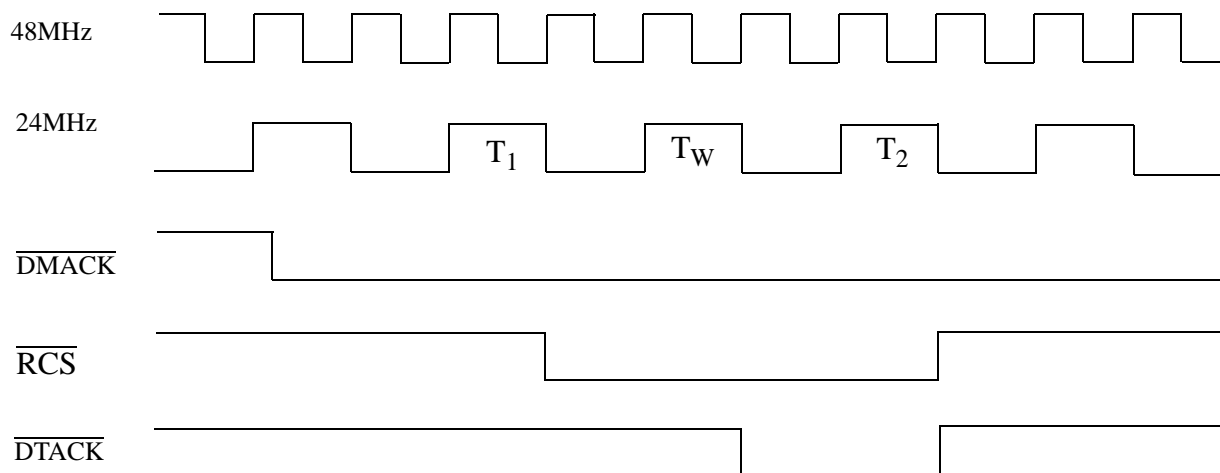 48MHz
24MHz
T1 TW T2
DMACK
RCS
DTACK